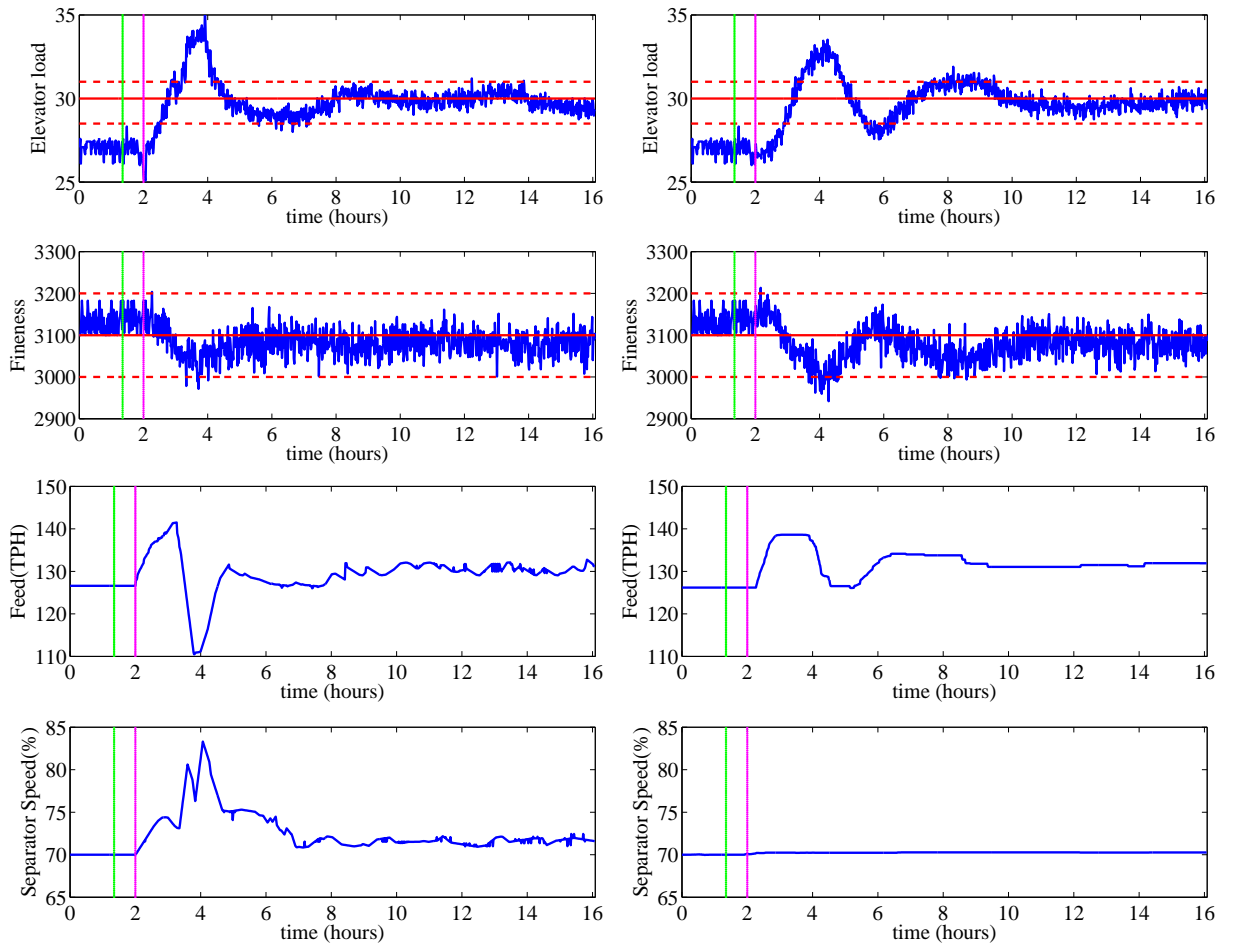 35
30
25
Elevator load
0 2 4 6 8 10 12 14 16
time (hours)
35
30
25
Elevator load
0 2 4 6 8 10 12 14 16
time (hours)
3300
3200
3100
3000
2900
Fineness
0 2 4 6 8 10 12 14 16
time (hours)
3300
3200
3100
3000
2900
Fineness
0 2 4 6 8 10 12 14 16
time (hours)
150
140
130
120
110
Feed(TPH)
0 2 4 6 8 10 12 14 16
time (hours)
150
140
130
120
110
Feed(TPH)
0 2 4 6 8 10 12 14 16
time (hours)
85
80
75
70
65
Separator Speed(%)
0 2 4 6 8 10 12 14 16
time (hours)
85
80
75
70
65
Separator Speed(%)
0 2 4 6 8 10 12 14 16
time (hours)